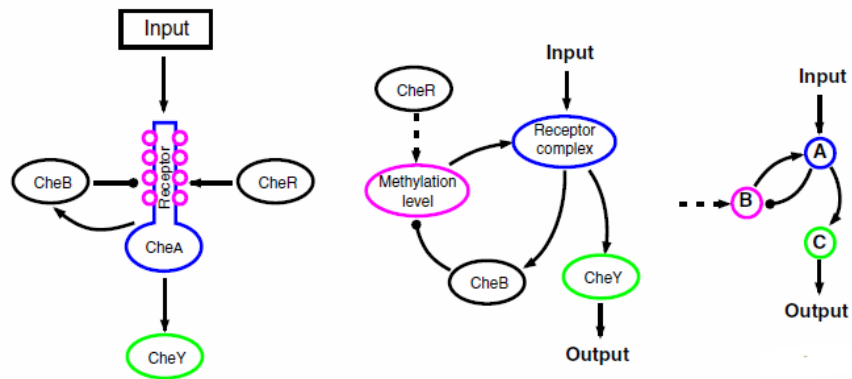 Input
Receptor
CheB
CheR
CheA
CheY
Input
CheR
Receptor
complex
Methylation
level
CheB
CheY
Output
Input
A
B
C
Output